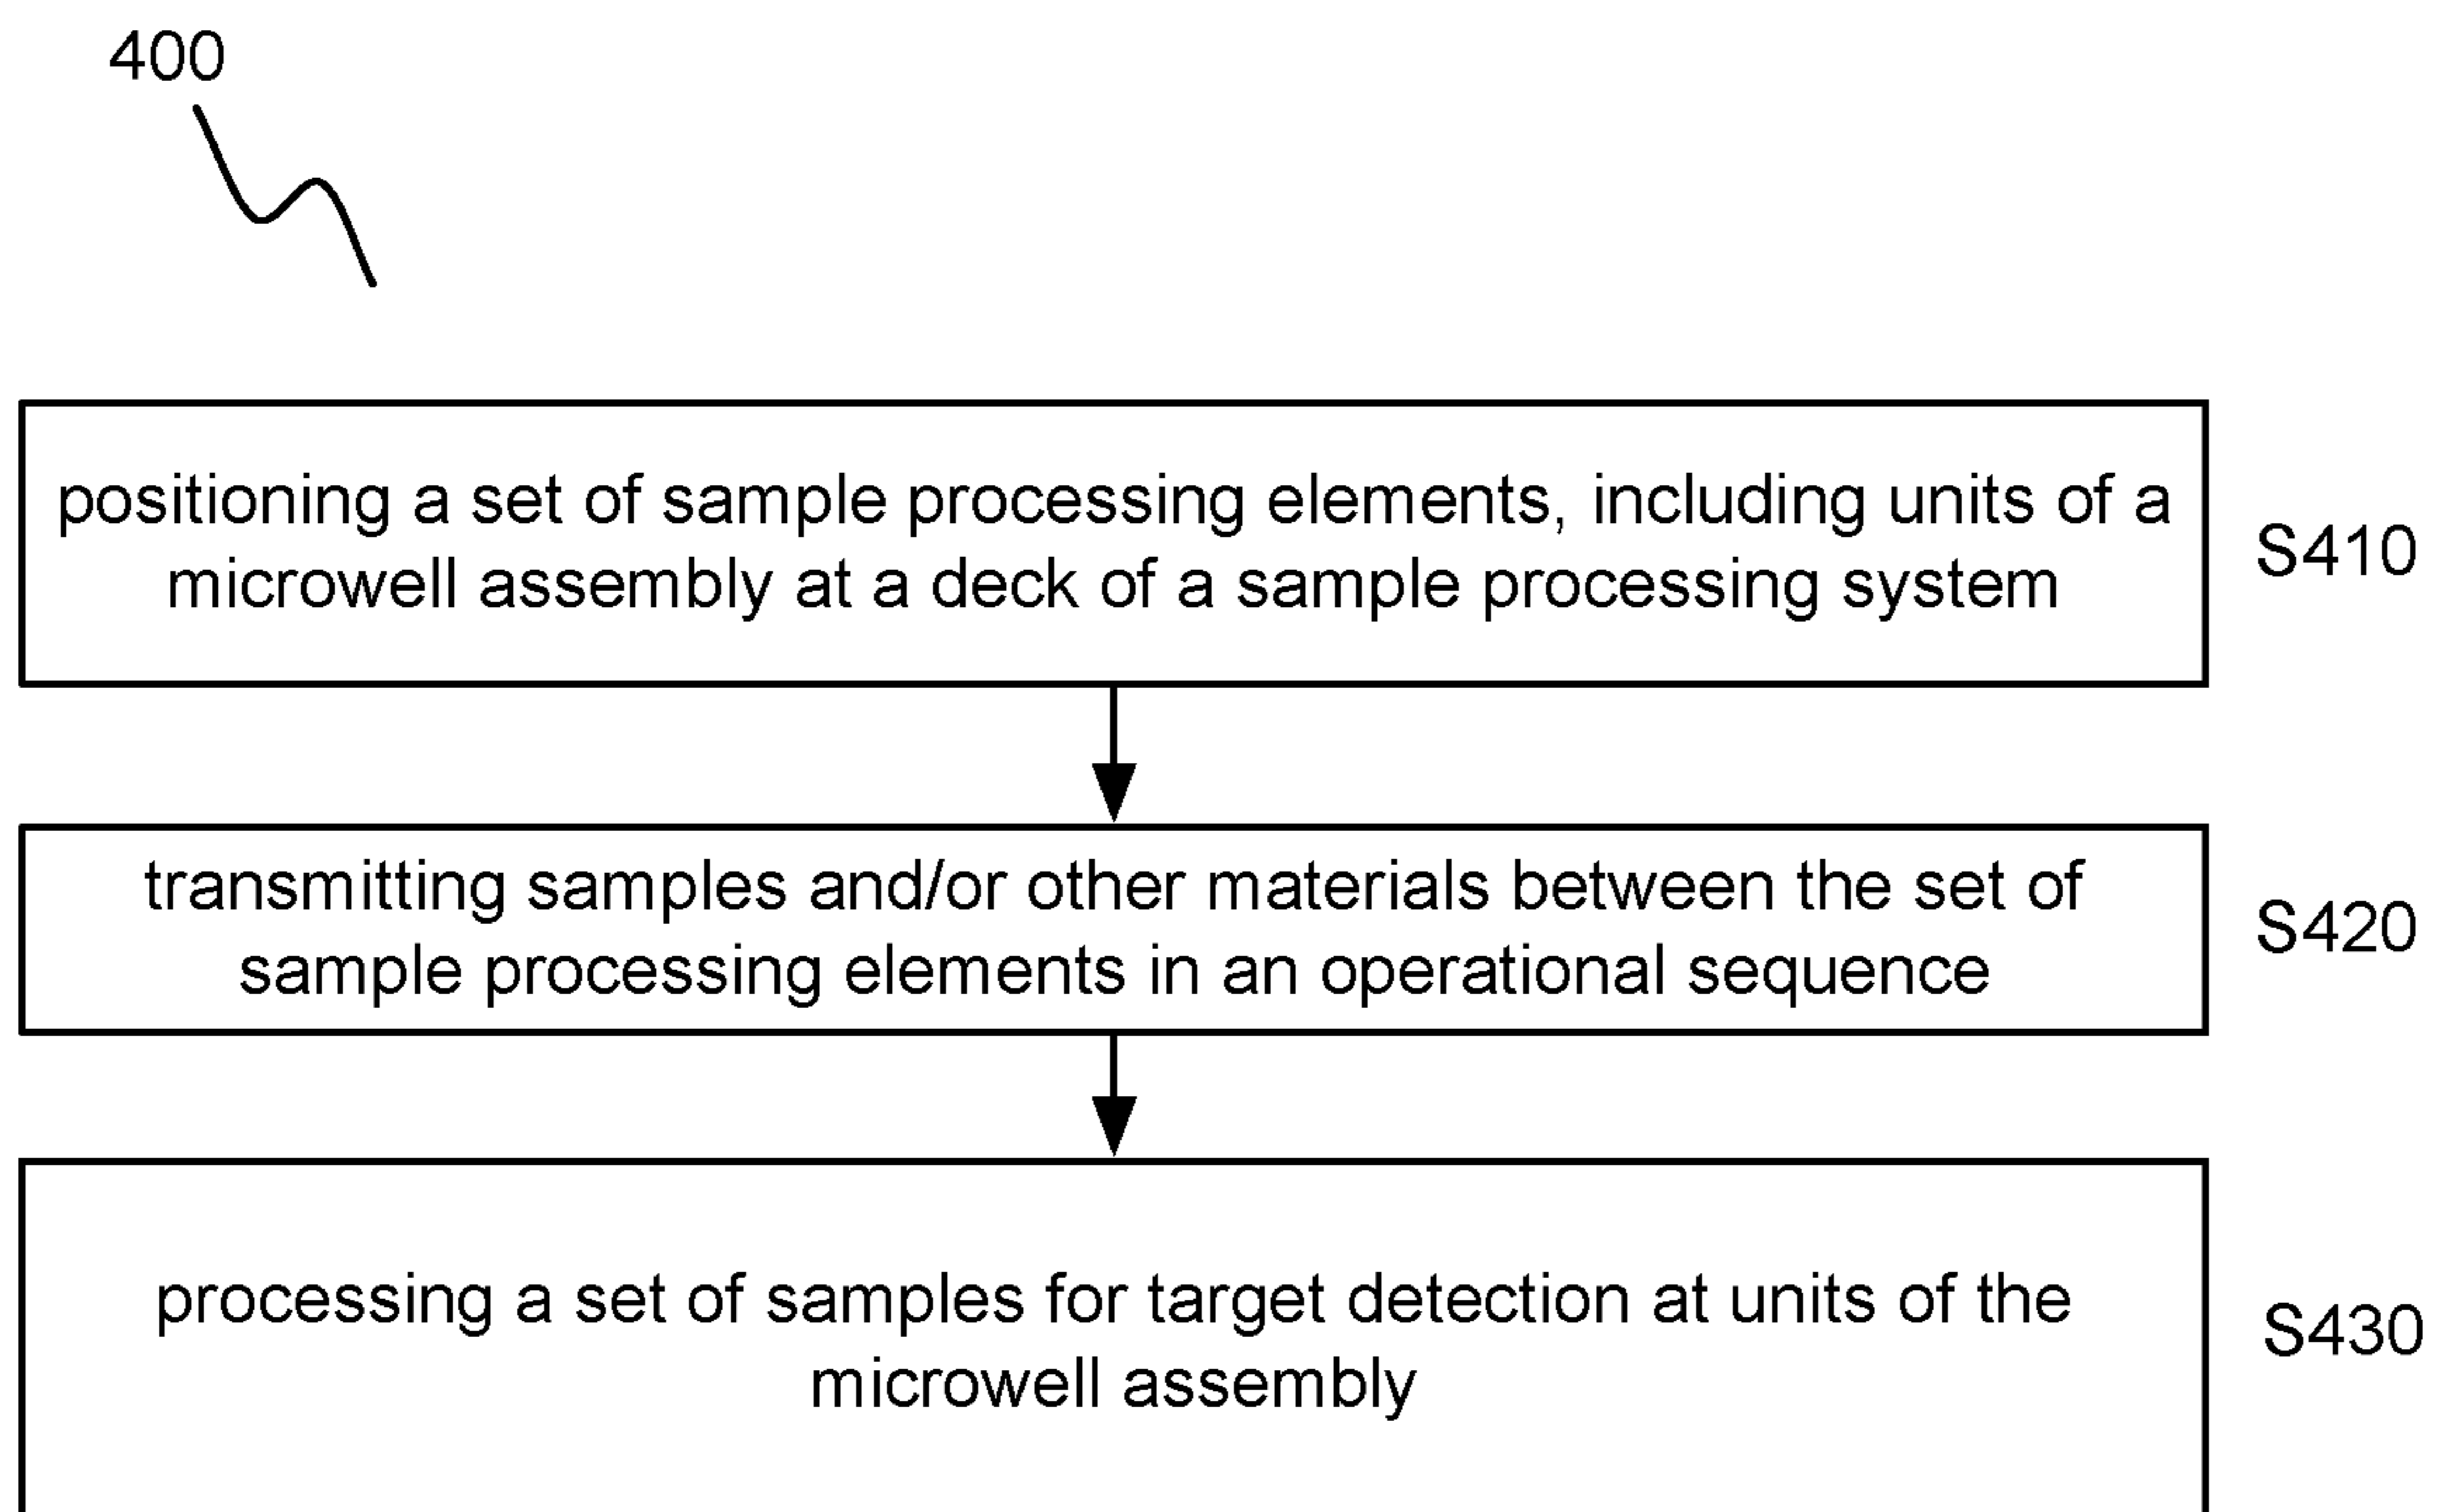 400
positioning a set of sample processing elements, including units of a
microwell assembly at a deck of a sample processing system
S410
transmitting samples and/or other materials between the set of
sample processing elements in an operational sequence
S420
processing a set of samples for target detection at units of the
microwell assembly
S430